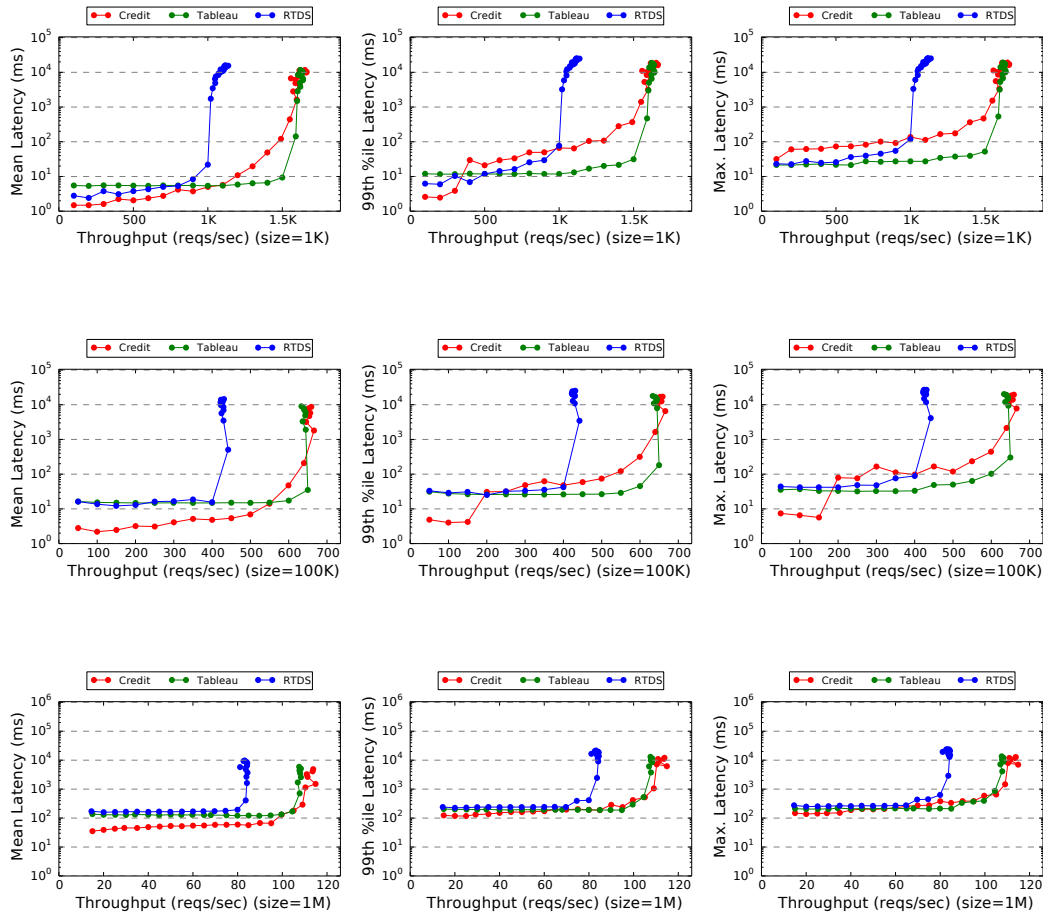 Credit Tableau RTDS
Mean Latency (ms)
10^5
10^4
10^3
10^2
10^1
10^0
0 500 1K 1.5K
Throughput (reqs/sec) (size=1K)
Credit Tableau RTDS
99th %ile Latency (ms)
10^5
10^4
10^3
10^2
10^1
10^0
0 500 1K 1.5K
Throughput (reqs/sec) (size=1K)
Credit Tableau RTDS
Max. Latency (ms)
10^5
10^4
10^3
10^2
10^1
10^0
0 500 1K 1.5K
Throughput (reqs/sec) (size=1K)
Credit Tableau RTDS
Mean Latency (ms)
10^5
10^4
10^3
10^2
10^1
10^0
0 100 200 300 400 500 600 700
Throughput (reqs/sec) (size=100K)
Credit Tableau RTDS
99th %ile Latency (ms)
10^5
10^4
10^3
10^2
10^1
10^0
0 100 200 300 400 500 600 700
Throughput (reqs/sec) (size=100K)
Credit Tableau RTDS
Max. Latency (ms)
10^5
10^4
10^3
10^2
10^1
10^0
0 100 200 300 400 500 600 700
Throughput (reqs/sec) (size=100K)
Credit Tableau RTDS
Mean Latency (ms)
10^6
10^5
10^4
10^3
10^2
10^1
10^0
0 20 40 60 80 100 120
Throughput (reqs/sec) (size=1M)
Credit Tableau RTDS
99th %ile Latency (ms)
10^6
10^5
10^4
10^3
10^2
10^1
10^0
0 20 40 60 80 100 120
Throughput (reqs/sec) (size=1M)
Credit Tableau RTDS
Max. Latency (ms)
10^6
10^5
10^4
10^3
10^2
10^1
10^0
0 20 40 60 80 100 120
Throughput (reqs/sec) (size=1M)